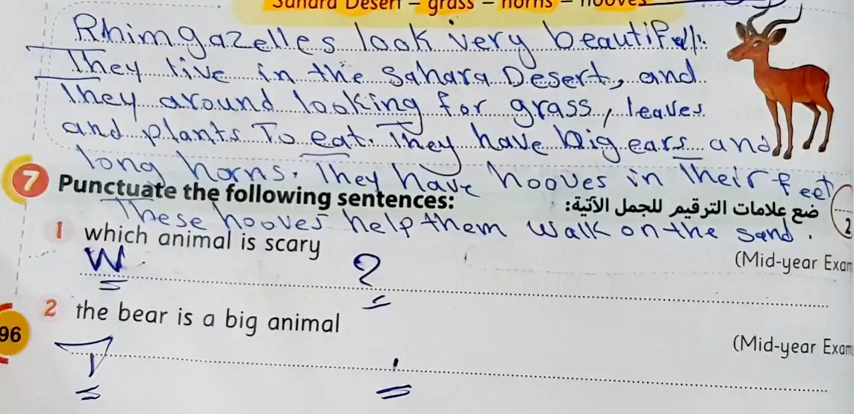 Sahara Desert – grass – horns – hooves
Rhim gazelles look very beautiful.
They live in the Sahara Desert, and
they around looking for grass, leaves
and plants To eat. They have big ears and
long horns. They have hooves in Their feet
7 Punctuate the following sentences:
ضع علامات الترقيم للجمل الآتية:
These hooves help them walk on the sand.
2
1 which animal is scary
(Mid-year Exam
W ?
2 the bear is a big animal
96
(Mid-year Exam
T .